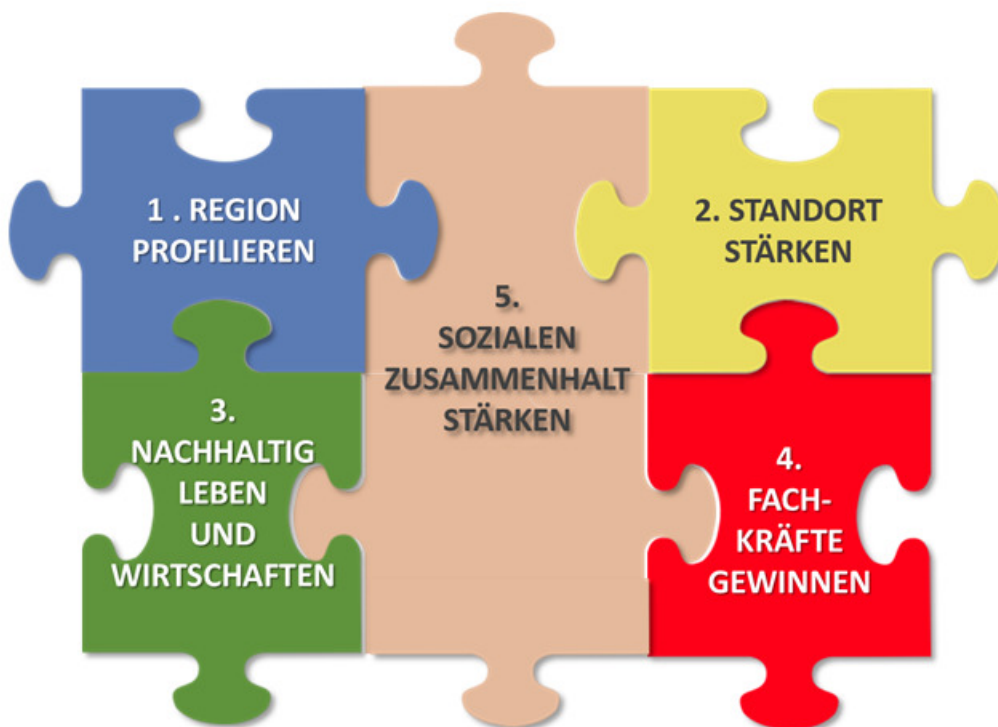 1 . REGION
PROFILIEREN
2. STANDORT
STÄRKEN
3.
NACHHALTIG
LEBEN
UND
WIRTSCHAFTEN
4.
FACH-
KRÄFTE
GEWINNEN
5.
SOZIALEN
ZUSAMMENHALT
STÄRKEN